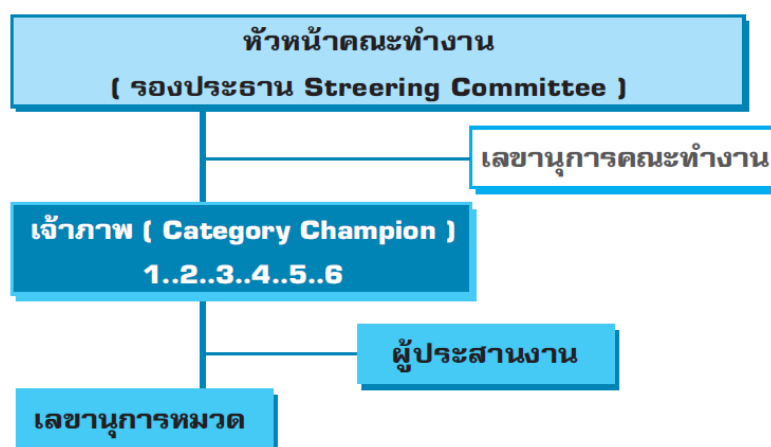 หัวหน้าคณะทำงาน
( รองประธาน Streering Committee )
เลขานุการคณะทำงาน
เจ้าภาพ ( Category Champion )
1..2..3..4..5..6
ผู้ประสานงาน
เลขานุการหมวด